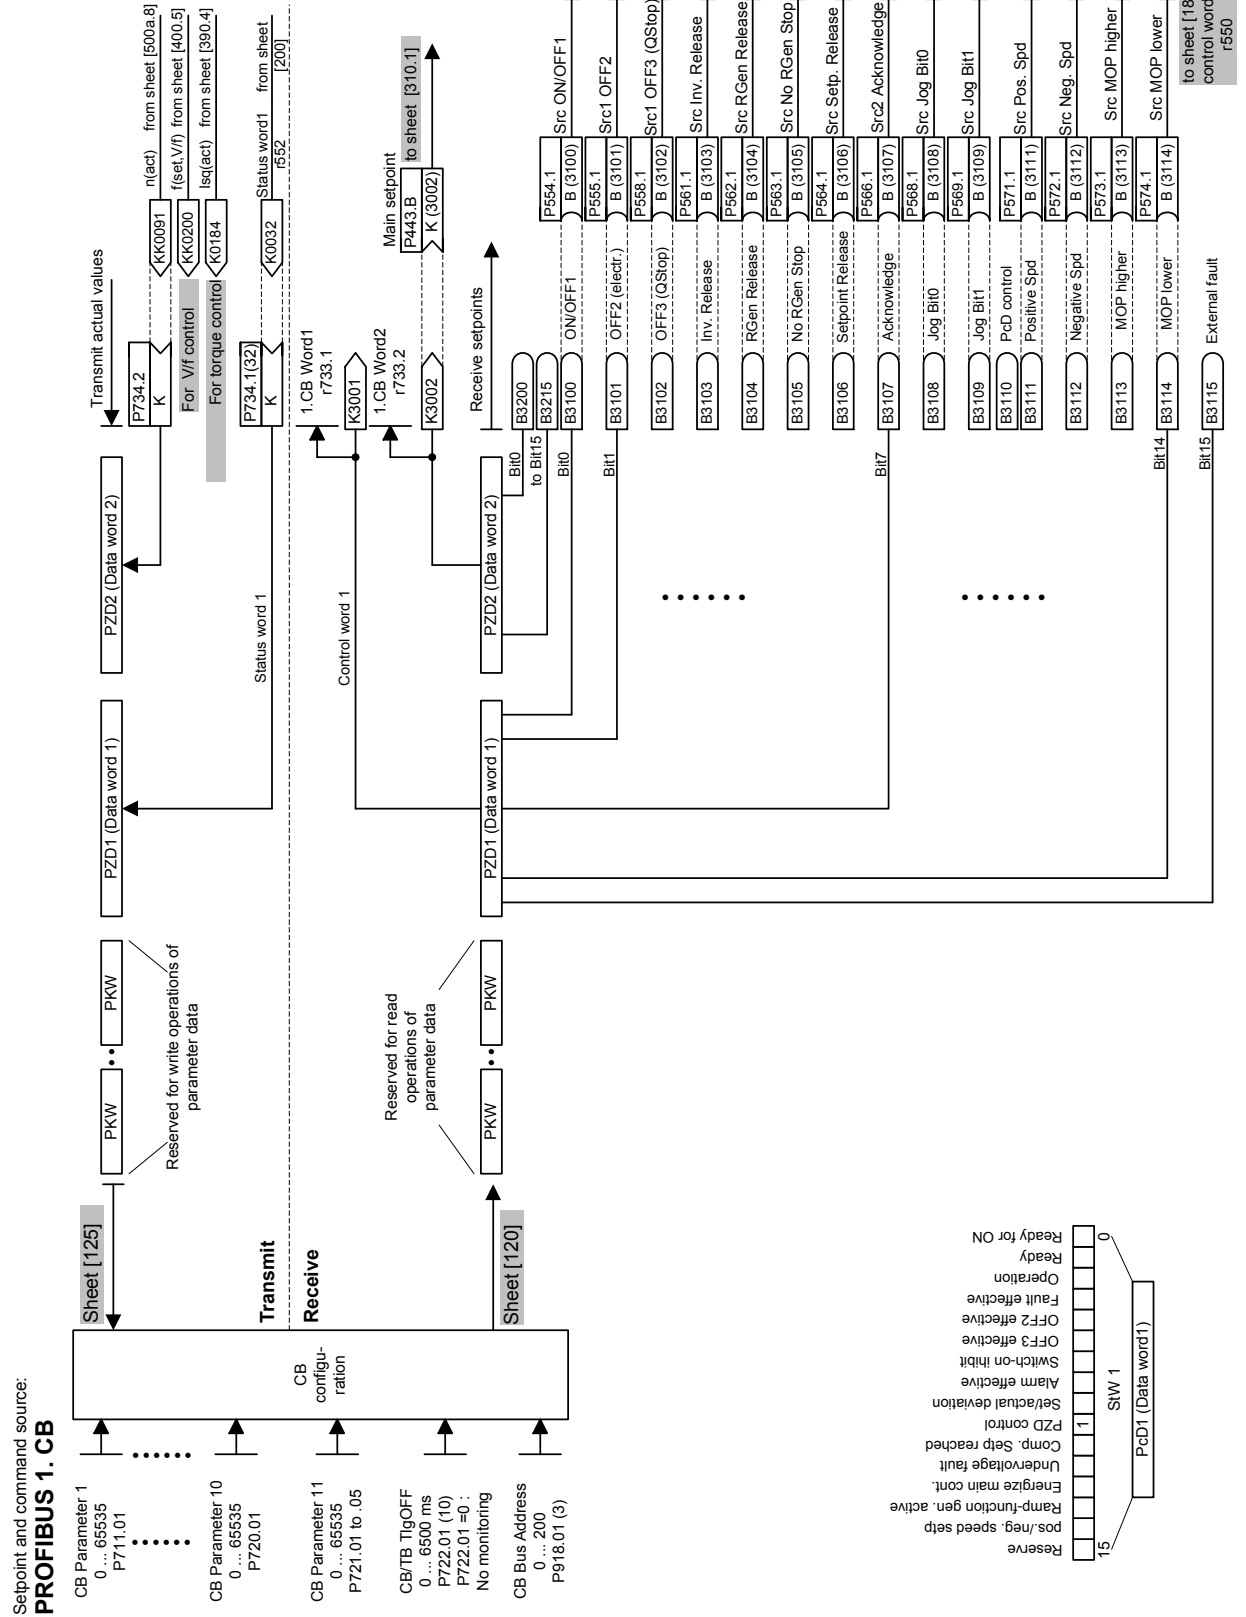 Setpoint and command source:
PROFIBUS 1. CB
CB Parameter 1
0 ... 65535
P711.01
CB Parameter 10
0 ... 65535
P720.01
CB Parameter 11
0 ... 65535
P721.01 to .05
CB/TB TlgOFF
0 ... 6500 ms
P722.01 (10)
P722.01 =0 :
No monitoring
CB Bus Address
0 ... 200
P918.01 (3)
CB
configu-
ration
Sheet [125]
Transmit
Receive
Sheet [120]
PKW
PKW
Reserved for write operations of
parameter data
PZD1 (Data word 1)
PZD2 (Data word 2)
Status word 1
Transmit actual values
P734.2
K
For V/f control
For torque control
P734.1(32)
K
KK0091
K0200
K0184
K0032
n(act) from sheet [500a.8]
f(set,V/f) from sheet [400.5]
Isq(act) from sheet [390.4]
Status word1 from sheet
r552 [200]
PKW
PKW
Reserved for read
operations of
parameter data
PZD1 (Data word 1)
PZD2 (Data word 2)
Control word 1
1.CB Word1
r733.1
K3001
1.CB Word2
r733.2
K3002
Main setpoint
P443.B
K (3002)
to sheet [310.1]
Receive setpoints
Bit0
B3200
to Bit15
B3215
Bit0
B3100
ON/OFF1
P554.1
B (3100)
Src ON/OFF1
Bit1
B3101
OFF2 (electr.)
P555.1
B (3101)
Src1 OFF2
B3102
OFF3 (QStop)
P558.1
B (3102)
Src1 OFF3 (QStop)
B3103
Inv. Release
P561.1
B (3103)
Src Inv. Release
B3104
RGen Release
P562.1
B (3104)
Src RGen Release
B3105
No RGen Stop
P563.1
B (3105)
Src No RGen Stop
B3106
Setpoint Release
P564.1
B (3106)
Src Setp. Release
Bit7
B3107
Acknowledge
P566.1
B (3107)
Src2 Acknowledge
B3108
Jog Bit0
P568.1
B (3108)
Src Jog Bit0
B3109
Jog Bit1
P569.1
B (3109)
Src Jog Bit1
B3110
PcD control
B3111
Positive Spd
P571.1
B (3111)
Src Pos. Spd
B3112
Negative Spd
P572.1
B (3112)
Src Neg. Spd
B3113
MOP higher
P573.1
B (3113)
Src MOP higher
Bit14
B3114
MOP lower
P574.1
B (3114)
Src MOP lower
Bit15
B3115
External fault
to sheet [18
control word
r550
Reserve
pos./neg. speed setp
Ramp-function gen. active
Energize main cont.
Undervoltage fault
Comp. Setp reached
PZD control
Set/actual deviation
Alarm effective
Switch-on inibit
OFF3 effective
OFF2 effective
Fault effective
Operation
Ready
Ready for ON
1
15
0
StW 1
PcD1 (Data word1)